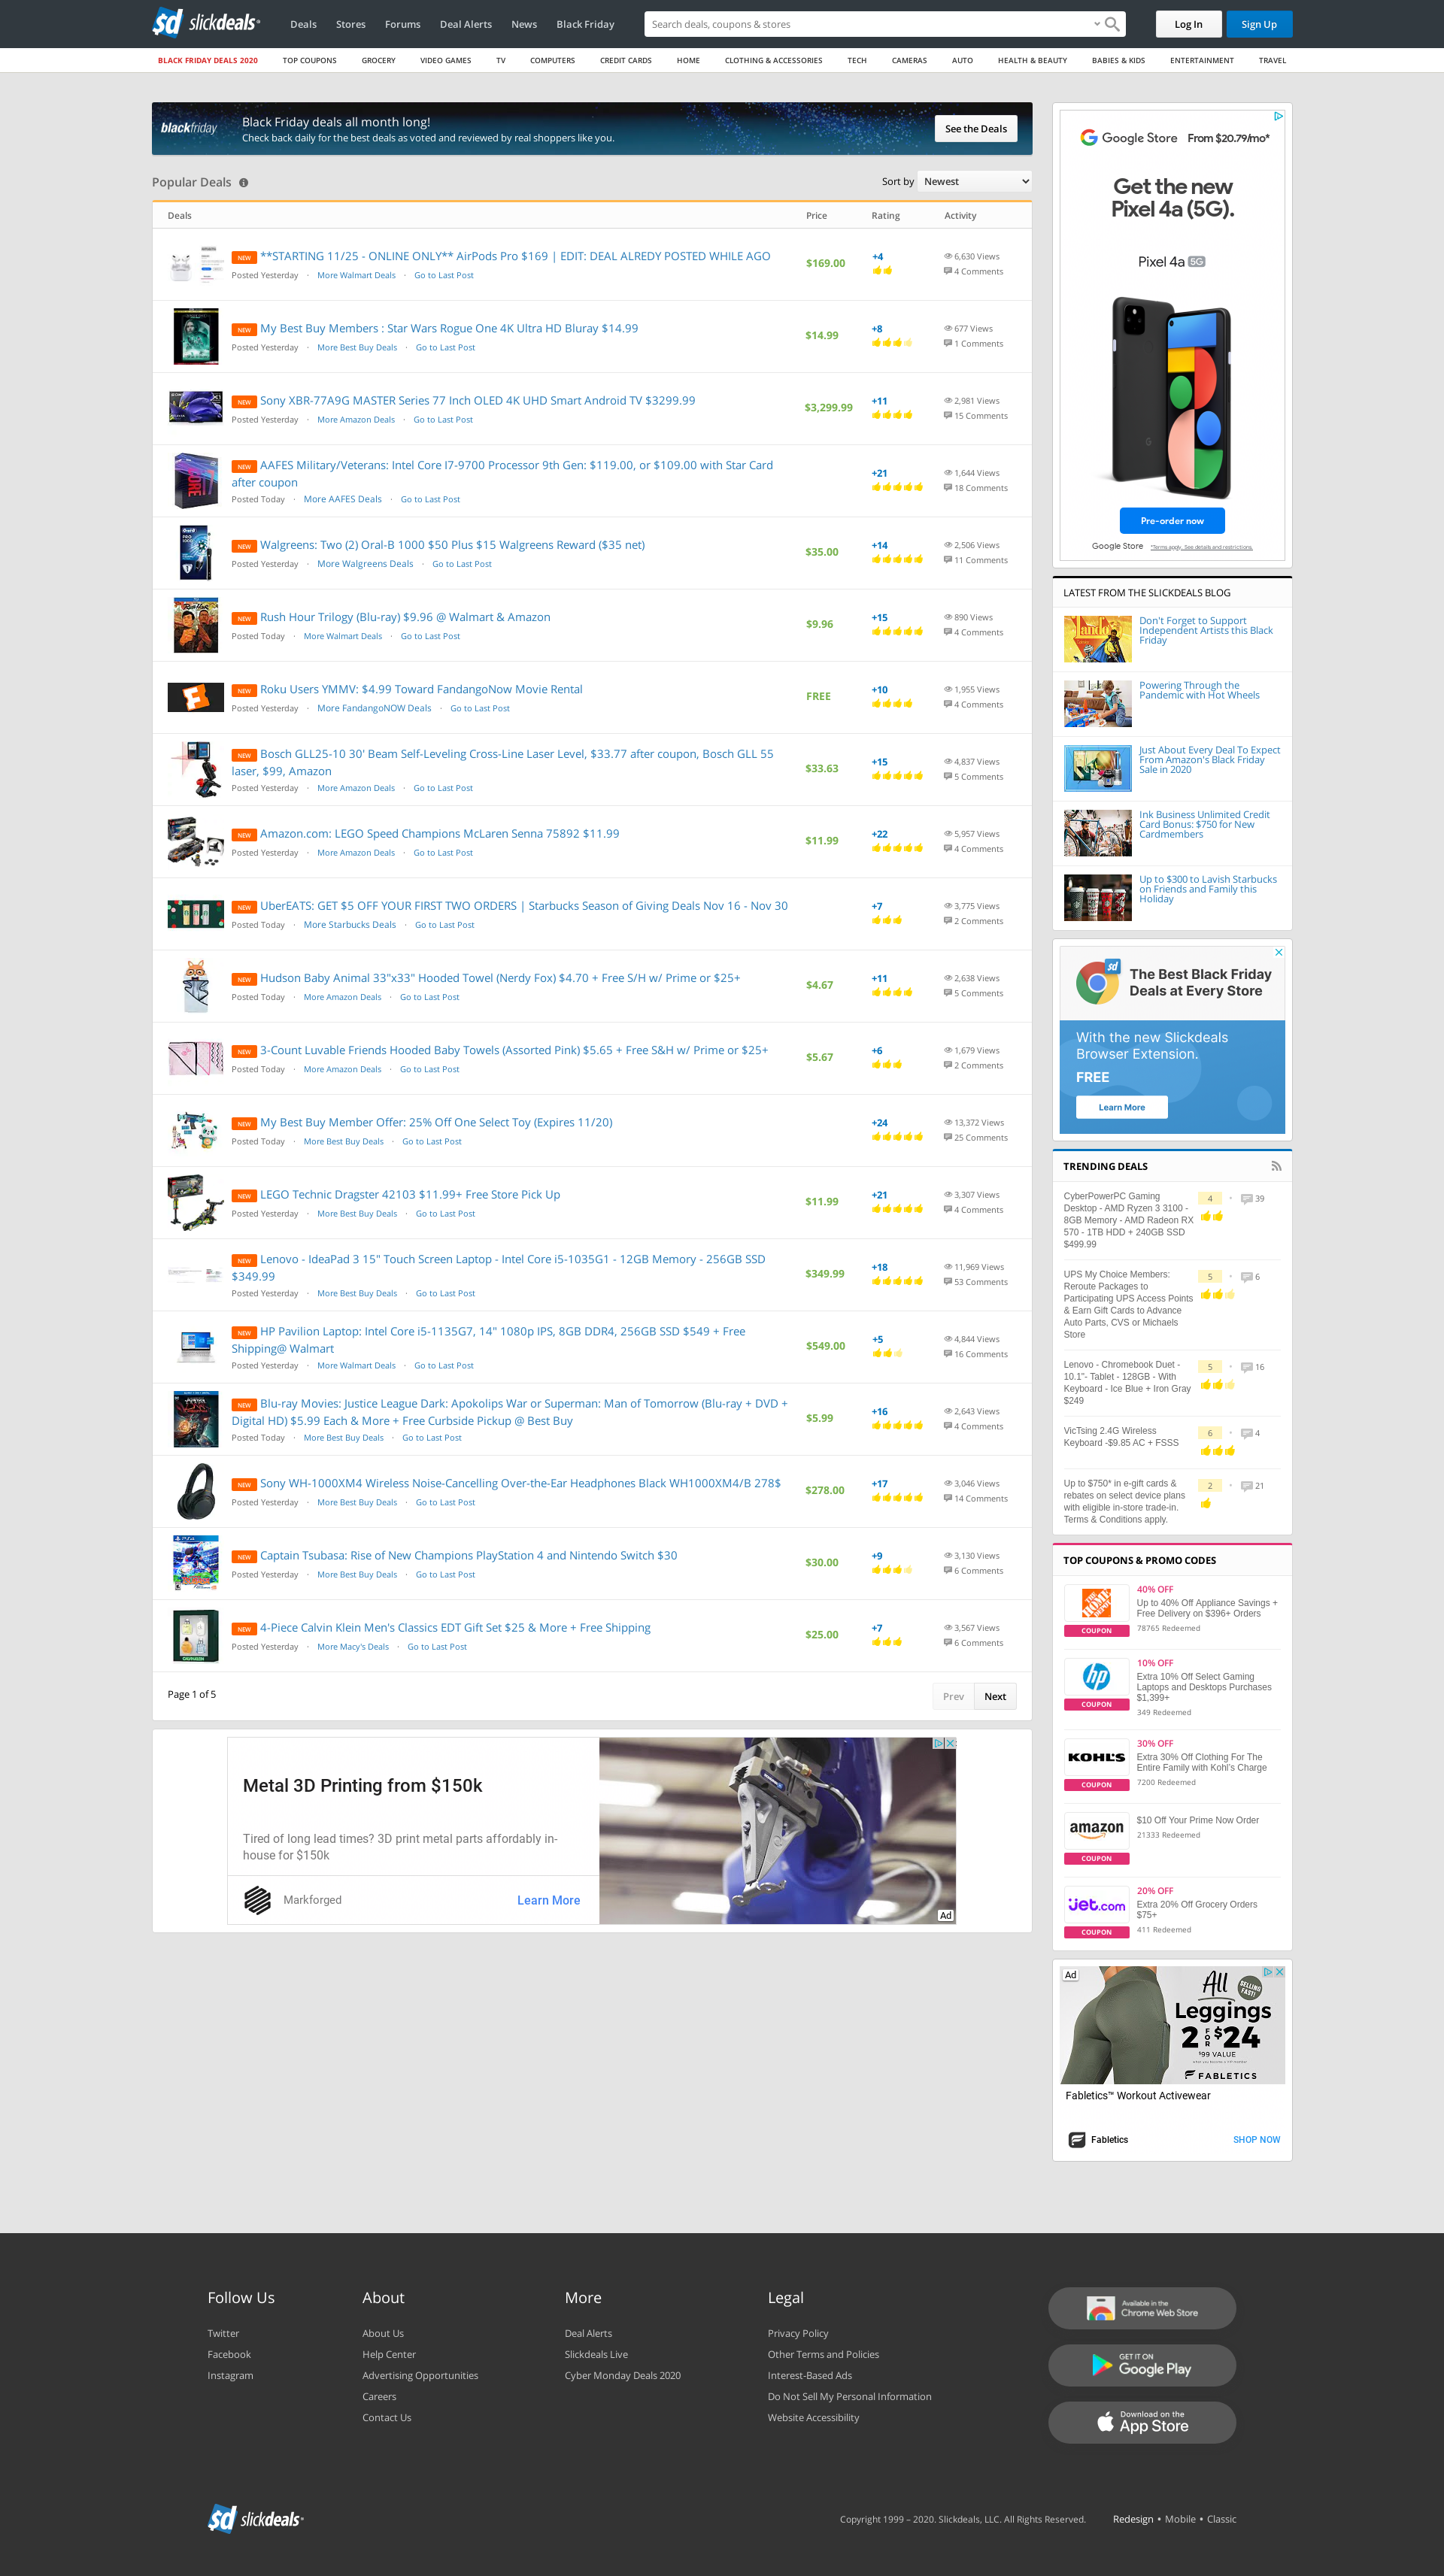 sd slickdeals
Deals Stores Forums Deal Alerts News Black Friday
Search deals, coupons & stores
Log In Sign Up
BLACK FRIDAY DEALS 2020 TOP COUPONS GROCERY VIDEO GAMES TV COMPUTERS CREDIT CARDS HOME CLOTHING & ACCESSORIES TECH CAMERAS AUTO HEALTH & BEAUTY BABIES & KIDS ENTERTAINMENT TRAVEL
blackfriday
Black Friday deals all month long!
Check back daily for the best deals as voted and reviewed by real shoppers like you.
See the Deals
Popular Deals
Sort by Newest
Deals Price Rating Activity
NEW **STARTING 11/25 - ONLINE ONLY** AirPods Pro $169 | EDIT: DEAL ALREDY POSTED WHILE AGO
Posted Yesterday · More Walmart Deals · Go to Last Post
$169.00
+4
6,630 Views
4 Comments
NEW My Best Buy Members : Star Wars Rogue One 4K Ultra HD Bluray $14.99
Posted Yesterday · More Best Buy Deals · Go to Last Post
$14.99
+8
677 Views
1 Comments
NEW Sony XBR-77A9G MASTER Series 77 Inch OLED 4K UHD Smart Android TV $3299.99
Posted Yesterday · More Amazon Deals · Go to Last Post
$3,299.99
+11
2,981 Views
15 Comments
NEW AAFES Military/Veterans: Intel Core I7-9700 Processor 9th Gen: $119.00, or $109.00 with Star Card
after coupon
Posted Today · More AAFES Deals · Go to Last Post
+21
1,644 Views
18 Comments
NEW Walgreens: Two (2) Oral-B 1000 $50 Plus $15 Walgreens Reward ($35 net)
Posted Yesterday · More Walgreens Deals · Go to Last Post
$35.00
+14
2,506 Views
11 Comments
NEW Rush Hour Trilogy (Blu-ray) $9.96 @ Walmart & Amazon
Posted Today · More Walmart Deals · Go to Last Post
$9.96
+15
890 Views
4 Comments
NEW Roku Users YMMV: $4.99 Toward FandangoNow Movie Rental
Posted Yesterday · More FandangoNOW Deals · Go to Last Post
FREE
+10
1,955 Views
4 Comments
NEW Bosch GLL25-10 30' Beam Self-Leveling Cross-Line Laser Level, $33.77 after coupon, Bosch GLL 55
laser, $99, Amazon
Posted Yesterday · More Amazon Deals · Go to Last Post
$33.63
+15
4,837 Views
5 Comments
NEW Amazon.com: LEGO Speed Champions McLaren Senna 75892 $11.99
Posted Yesterday · More Amazon Deals · Go to Last Post
$11.99
+22
5,957 Views
4 Comments
NEW UberEATS: GET $5 OFF YOUR FIRST TWO ORDERS | Starbucks Season of Giving Deals Nov 16 - Nov 30
Posted Today · More Starbucks Deals · Go to Last Post
+7
3,775 Views
2 Comments
NEW Hudson Baby Animal 33"x33" Hooded Towel (Nerdy Fox) $4.70 + Free S/H w/ Prime or $25+
Posted Today · More Amazon Deals · Go to Last Post
$4.67
+11
2,638 Views
5 Comments
NEW 3-Count Luvable Friends Hooded Baby Towels (Assorted Pink) $5.65 + Free S&H w/ Prime or $25+
Posted Today · More Amazon Deals · Go to Last Post
$5.67
+6
1,679 Views
2 Comments
NEW My Best Buy Member Offer: 25% Off One Select Toy (Expires 11/20)
Posted Today · More Best Buy Deals · Go to Last Post
+24
13,372 Views
25 Comments
NEW LEGO Technic Dragster 42103 $11.99+ Free Store Pick Up
Posted Yesterday · More Best Buy Deals · Go to Last Post
$11.99
+21
3,307 Views
4 Comments
NEW Lenovo - IdeaPad 3 15" Touch Screen Laptop - Intel Core i5-1035G1 - 12GB Memory - 256GB SSD
$349.99
Posted Yesterday · More Best Buy Deals · Go to Last Post
$349.99
+18
11,969 Views
53 Comments
NEW HP Pavilion Laptop: Intel Core i5-1135G7, 14" 1080p IPS, 8GB DDR4, 256GB SSD $549 + Free
Shipping@ Walmart
Posted Yesterday · More Walmart Deals · Go to Last Post
$549.00
+5
4,844 Views
16 Comments
NEW Blu-ray Movies: Justice League Dark: Apokolips War or Superman: Man of Tomorrow (Blu-ray + DVD +
Digital HD) $5.99 Each & More + Free Curbside Pickup @ Best Buy
Posted Today · More Best Buy Deals · Go to Last Post
$5.99
+16
2,643 Views
4 Comments
NEW Sony WH-1000XM4 Wireless Noise-Cancelling Over-the-Ear Headphones Black WH1000XM4/B 278$
Posted Yesterday · More Best Buy Deals · Go to Last Post
$278.00
+17
3,046 Views
14 Comments
NEW Captain Tsubasa: Rise of New Champions PlayStation 4 and Nintendo Switch $30
Posted Yesterday · More Best Buy Deals · Go to Last Post
$30.00
+9
3,130 Views
6 Comments
NEW 4-Piece Calvin Klein Men's Classics EDT Gift Set $25 & More + Free Shipping
Posted Yesterday · More Macy's Deals · Go to Last Post
$25.00
+7
3,567 Views
6 Comments
Page 1 of 5
Prev Next
Metal 3D Printing from $150k
Tired of long lead times? 3D print metal parts affordably in-
house for $150k
Markforged Learn More
Ad
Google Store From $20.79/mo*
Get the new
Pixel 4a (5G).
Pixel 4a 5G
Pre-order now
Google Store *Terms apply. See details and restrictions.
LATEST FROM THE SLICKDEALS BLOG
Don't Forget to Support
Independent Artists this Black
Friday
Powering Through the
Pandemic with Hot Wheels
Just About Every Deal To Expect
From Amazon's Black Friday
Sale in 2020
Ink Business Unlimited Credit
Card Bonus: $750 for New
Cardmembers
Up to $300 to Lavish Starbucks
on Friends and Family this
Holiday
sd
The Best Black Friday
Deals at Every Store
With the new Slickdeals
Browser Extension.
FREE
Learn More
TRENDING DEALS
CyberPowerPC Gaming
Desktop - AMD Ryzen 3 3100 -
8GB Memory - AMD Radeon RX
570 - 1TB HDD + 240GB SSD
$499.99
4 · 39
UPS My Choice Members:
Reroute Packages to
Participating UPS Access Points
& Earn Gift Cards to Advance
Auto Parts, CVS or Michaels
Store
5 · 6
Lenovo - Chromebook Duet -
10.1"- Tablet - 128GB - With
Keyboard - Ice Blue + Iron Gray
$249
5 · 16
VicTsing 2.4G Wireless
Keyboard -$9.85 AC + FSSS
6 · 4
Up to $750* in e-gift cards &
rebates on select device plans
with eligible in-store trade-in.
Terms & Conditions apply.
2 · 21
TOP COUPONS & PROMO CODES
THE HOME DEPOT
COUPON
40% OFF
Up to 40% Off Appliance Savings +
Free Delivery on $396+ Orders
78765 Redeemed
hp
COUPON
10% OFF
Extra 10% Off Select Gaming
Laptops and Desktops Purchases
$1,399+
349 Redeemed
KOHL'S
COUPON
30% OFF
Extra 30% Off Clothing For The
Entire Family with Kohl's Charge
7200 Redeemed
amazon
COUPON
$10 Off Your Prime Now Order
21333 Redeemed
jet.com
COUPON
20% OFF
Extra 20% Off Grocery Orders
$75+
411 Redeemed
Ad
All
Leggings
SELLING FAST!
2 FOR $24
$99 VALUE
FABLETICS
Fabletics™ Workout Activewear
Fabletics SHOP NOW
Follow Us
Twitter
Facebook
Instagram
About
About Us
Help Center
Advertising Opportunities
Careers
Contact Us
More
Deal Alerts
Slickdeals Live
Cyber Monday Deals 2020
Legal
Privacy Policy
Other Terms and Policies
Interest-Based Ads
Do Not Sell My Personal Information
Website Accessibility
Available in the
Chrome Web Store
GET IT ON
Google Play
Download on the
App Store
sd slickdeals
Copyright 1999 – 2020. Slickdeals, LLC. All Rights Reserved.
Redesign • Mobile • Classic